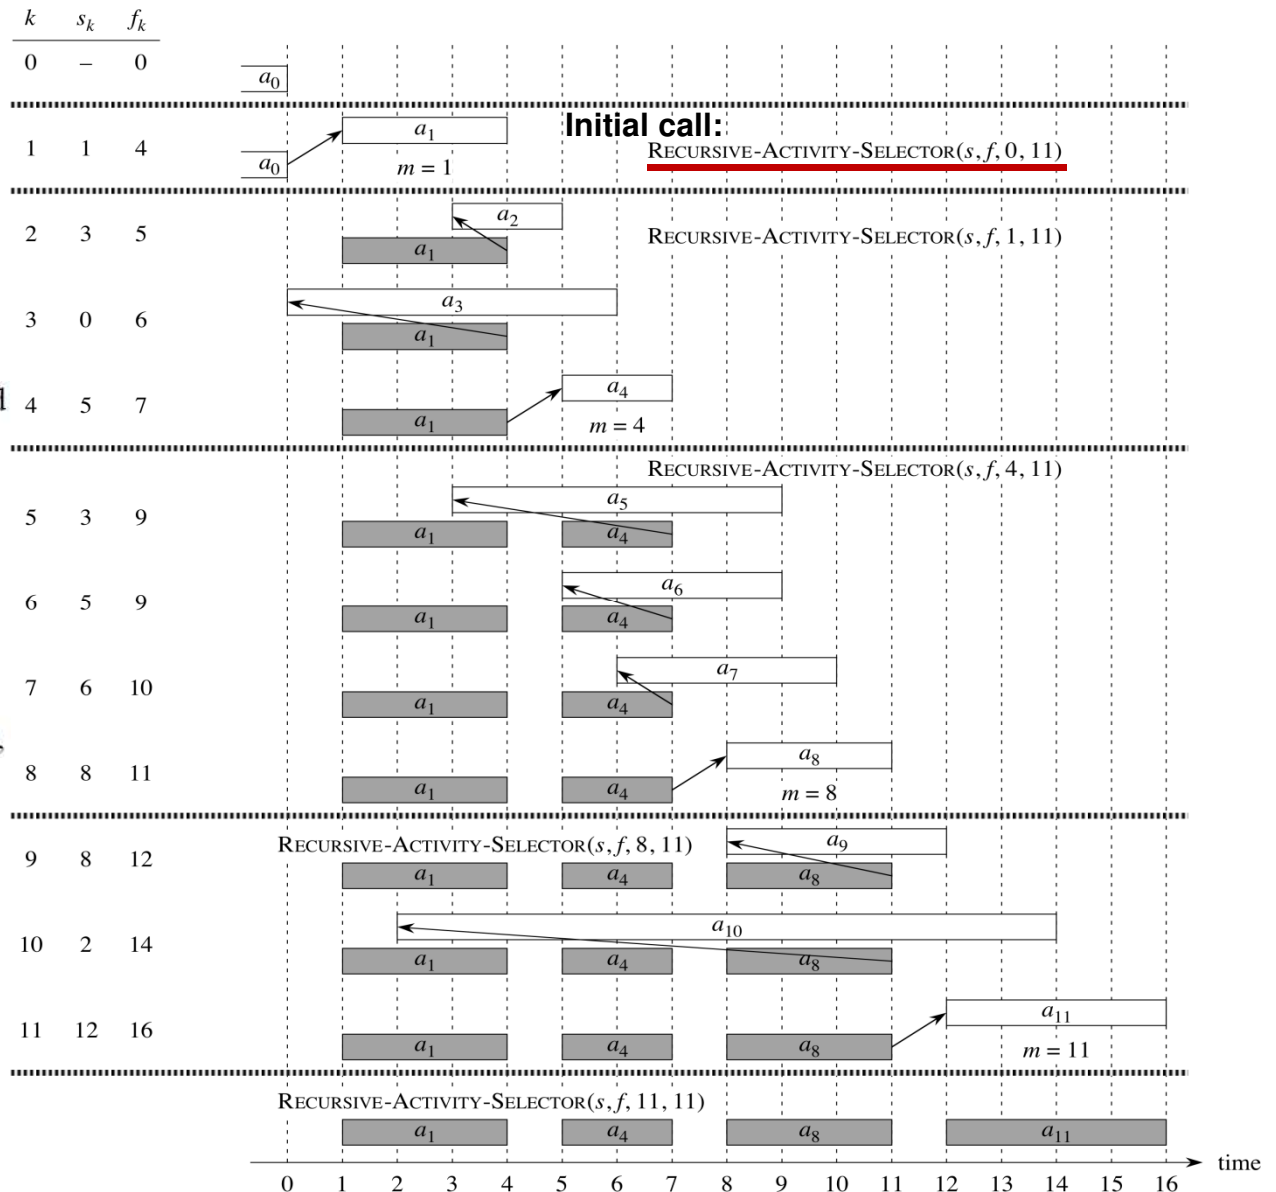 k s_k f_k
0 – 0
a_0
Initial call:
1 1 4
a_1
a_0
m = 1
RECURSIVE-ACTIVITY-SELECTOR(s, f, 0, 11)
2 3 5
a_2
a_1
RECURSIVE-ACTIVITY-SELECTOR(s, f, 1, 11)
3 0 6
a_3
a_1
4 5 7
a_4
a_1
m = 4
RECURSIVE-ACTIVITY-SELECTOR(s, f, 4, 11)
5 3 9
a_5
a_1 a_4
6 5 9
a_6
a_1 a_4
7 6 10
a_7
a_1 a_4
8 8 11
a_8
a_1 a_4
m = 8
RECURSIVE-ACTIVITY-SELECTOR(s, f, 8, 11)
9 8 12
a_9
a_1 a_4 a_8
10 2 14
a_10
a_1 a_4 a_8
11 12 16
a_11
a_1 a_4 a_8
m = 11
RECURSIVE-ACTIVITY-SELECTOR(s, f, 11, 11)
a_1 a_4 a_8 a_11
time
0 1 2 3 4 5 6 7 8 9 10 11 12 13 14 15 16